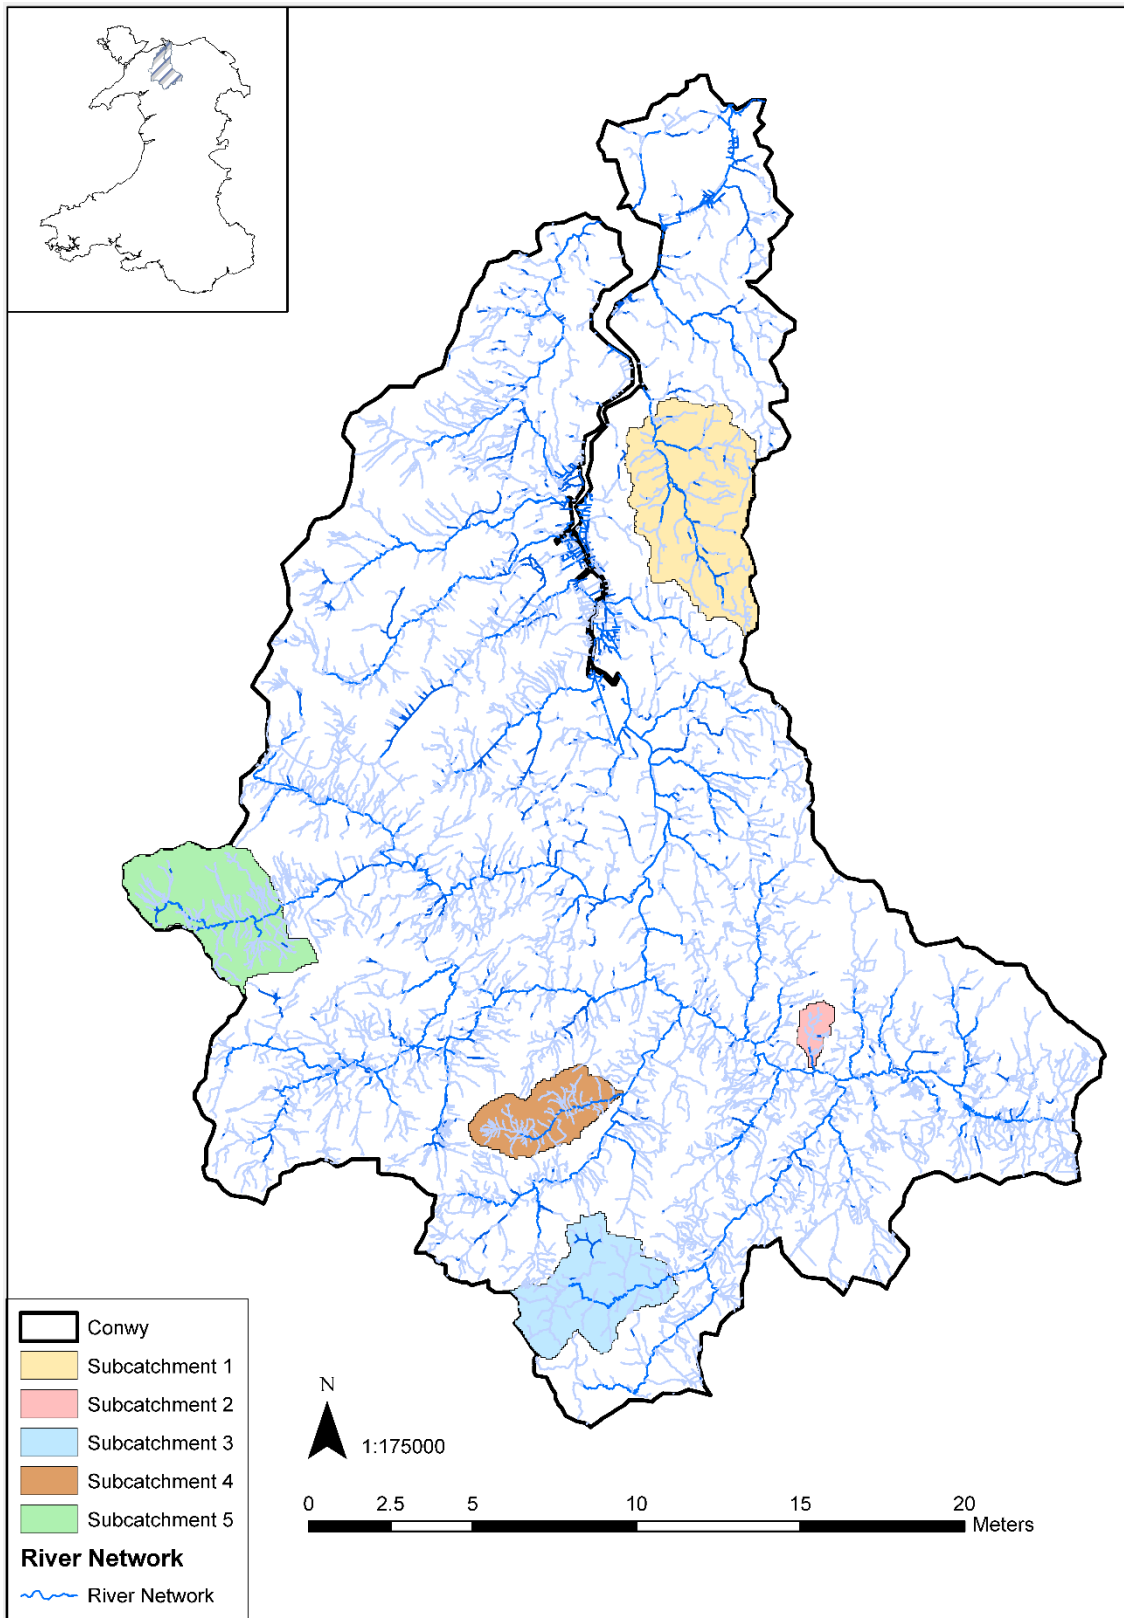 Conwy
Subcatchment 1
Subcatchment 2
Subcatchment 3
Subcatchment 4
Subcatchment 5
River Network
River Network
N
1:175000
0 2.5 5 10 15 20
Meters